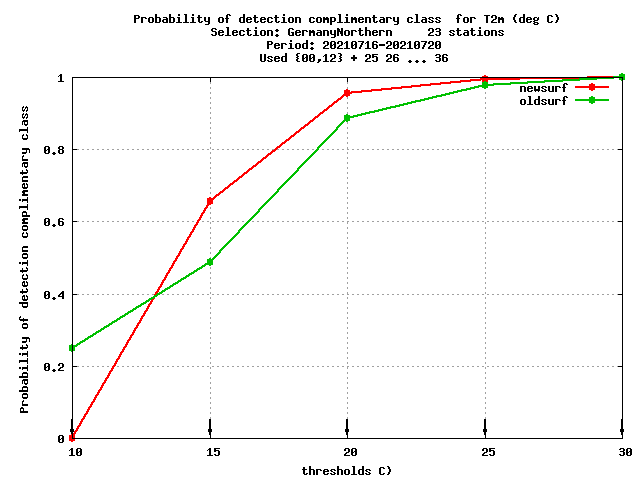 Probability of detection complimentary class  for T2m (deg C)
Selection: GermanyNorthern     23 stations
Period: 20210716-20210720
Used {00,12} + 25 26 ... 36
newsurf
oldsurf
1
0.8
0.6
0.4
0.2
0
Probability of detection complimentary class
10 15 20 25 30
thresholds C)